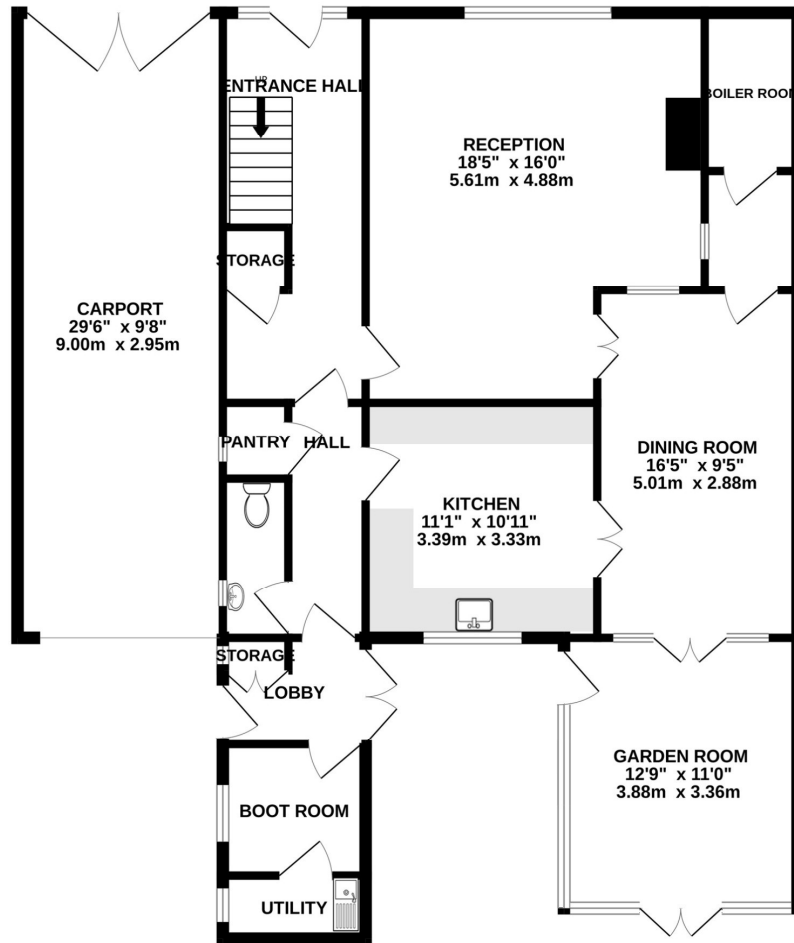 UP
ENTRANCE HALL
BOILER ROOM
RECEPTION
18'5" x 16'0"
5.61m x 4.88m
STORAGE
CARPORT
29'6" x 9'8"
9.00m x 2.95m
PANTRY
HALL
DINING ROOM
16'5" x 9'5"
5.01m x 2.88m
KITCHEN
11'1" x 10'11"
3.39m x 3.33m
STORAGE
LOBBY
GARDEN ROOM
12'9" x 11'0"
3.88m x 3.36m
BOOT ROOM
UTILITY